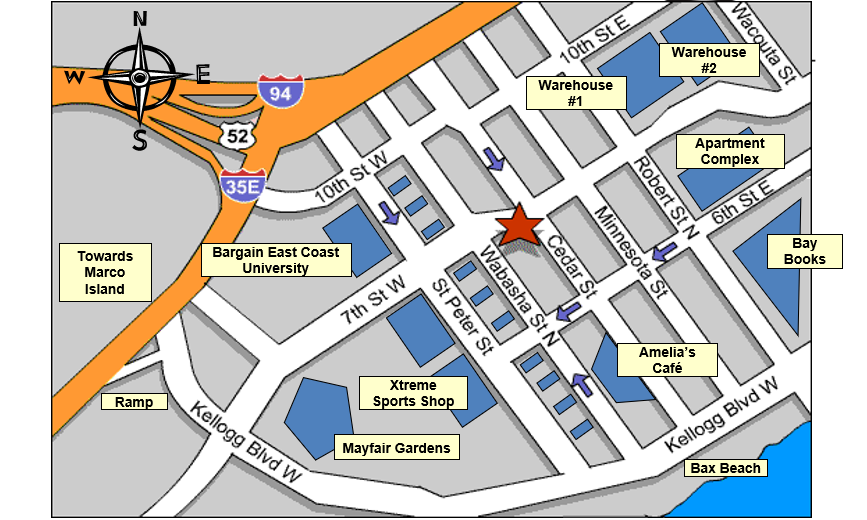 N
W
E
S
94
52
35E
10th St E
Wacouta St
Warehouse
#2
Warehouse
#1
Apartment
Complex
10th St W
Robert St N
6th St E
Minnesota St
Cedar St
Bay
Books
Towards
Marco
Island
Bargain East Coast
University
7th St W
St Peter St
Wabasha St N
Amelia's
Café
Xtreme
Sports Shop
Ramp
Mayfair Gardens
Kellogg Blvd W
Kellogg Blvd W
Bax Beach